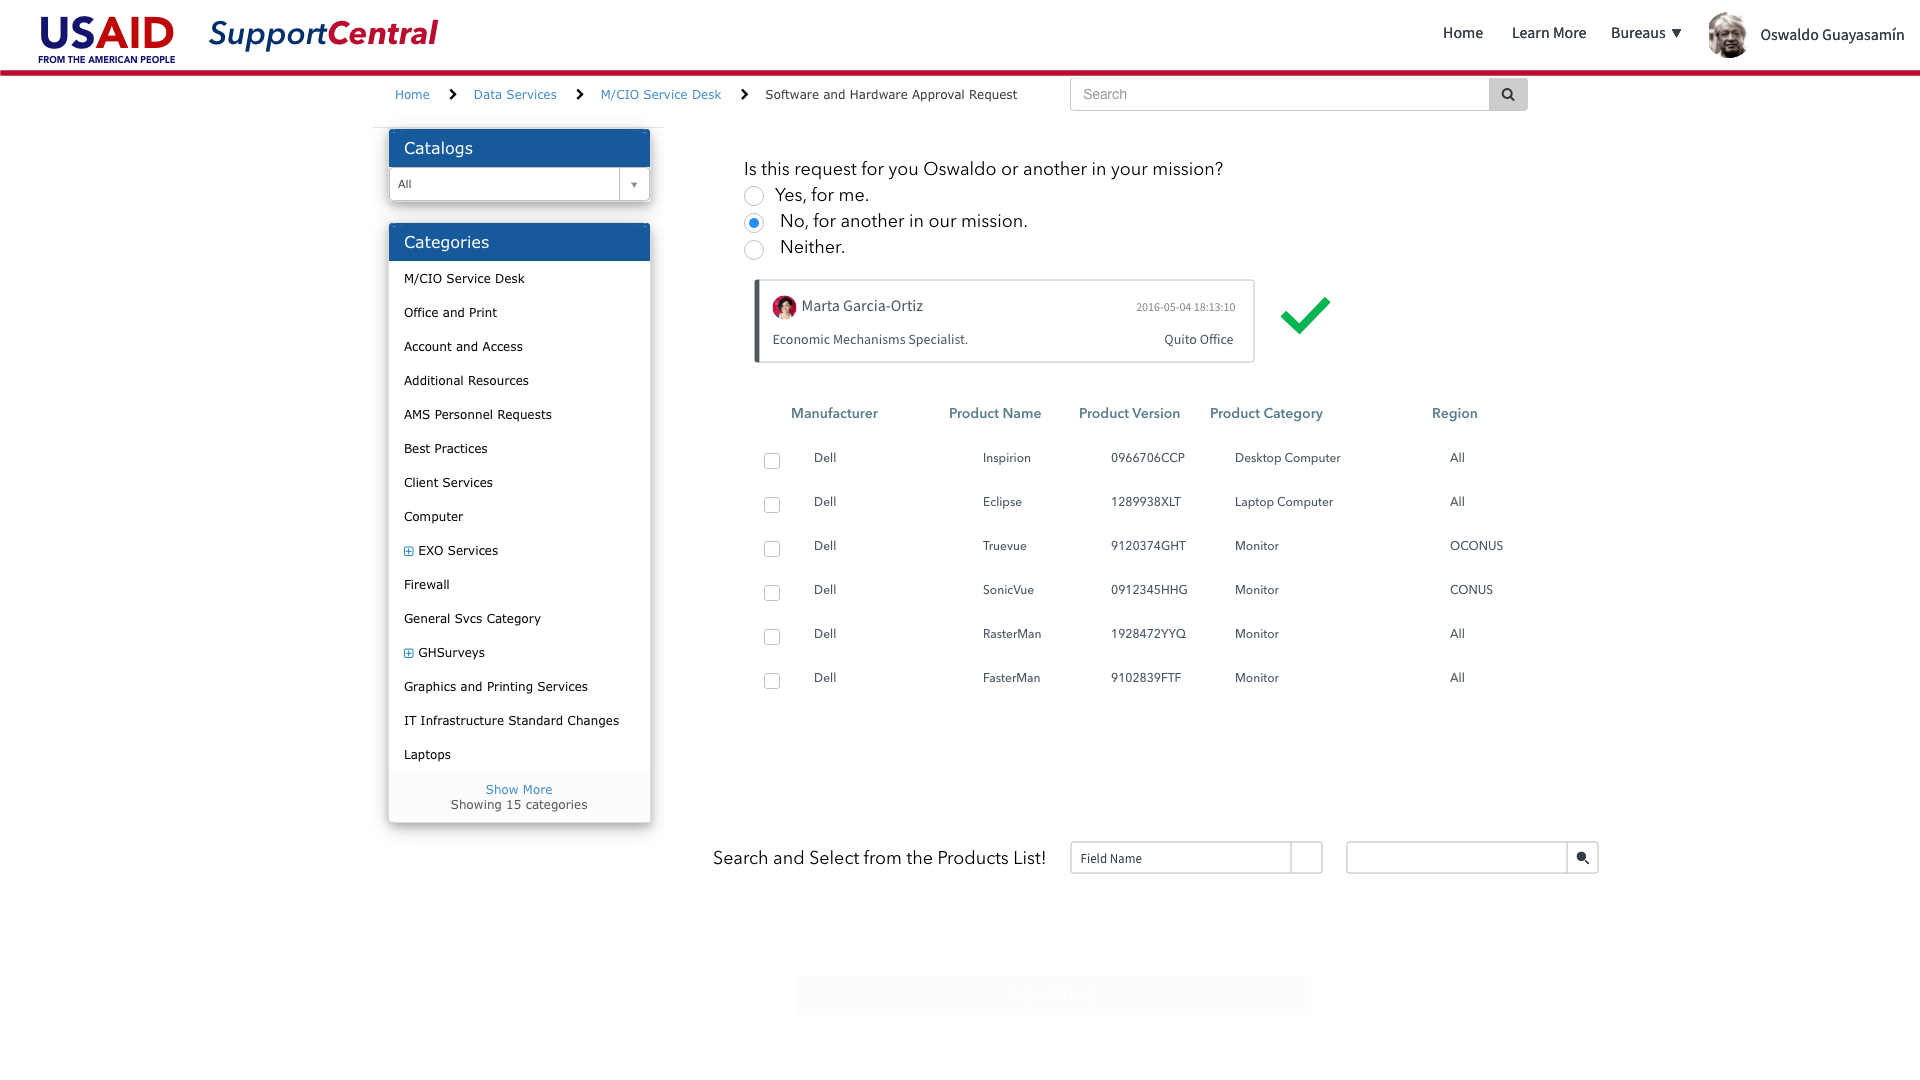 USAID
FROM THE AMERICAN PEOPLE
SupportCentral
Home Learn More Bureaus ▼ Oswaldo Guayasamín
Home Data Services M/CIO Service Desk Software and Hardware Approval Request
Search
Catalogs
All
Categories
M/CIO Service Desk
Office and Print
Account and Access
Additional Resources
AMS Personnel Requests
Best Practices
Client Services
Computer
EXO Services
Firewall
General Svcs Category
GHSurveys
Graphics and Printing Services
IT Infrastructure Standard Changes
Laptops
Show More
Showing 15 categories
Is this request for you Oswaldo or another in your mission?
Yes, for me.
No, for another in our mission.
Neither.
Marta Garcia-Ortiz 2016-05-04 18:13:10
Economic Mechanisms Specialist. Quito Office
Manufacturer Product Name Product Version Product Category Region
Dell Inspirion 0966706CCP Desktop Computer All
Dell Eclipse 1289938XLT Laptop Computer All
Dell Truevue 9120374GHT Monitor OCONUS
Dell SonicVue 0912345HHG Monitor CONUS
Dell RasterMan 1928472YYQ Monitor All
Dell FasterMan 9102839FTF Monitor All
Search and Select from the Products List! Field Name